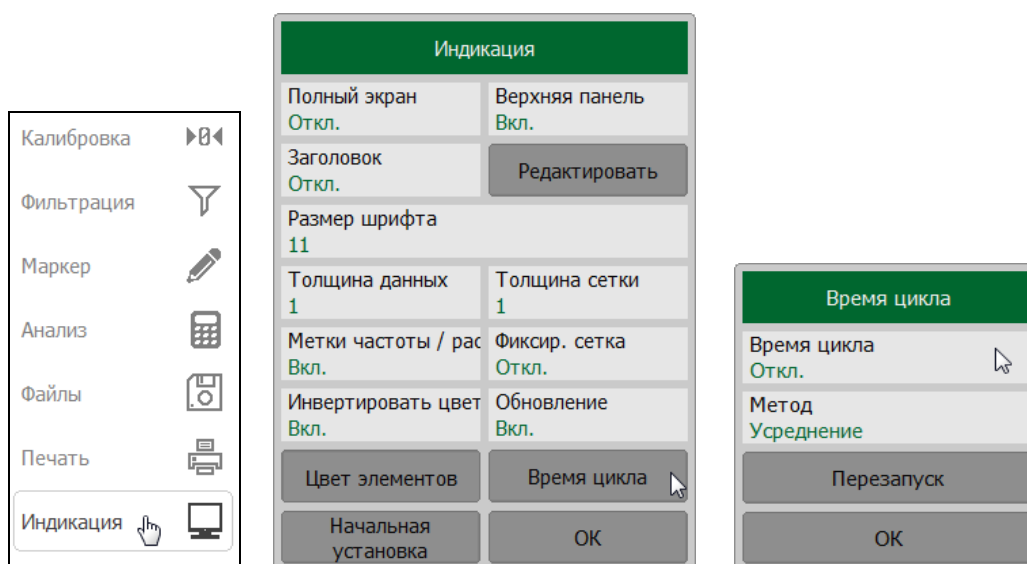 Калибровка
Фильтрация
Маркер
Анализ
Файлы
Печать
Индикация
Индикация
Полный экран
Откл.
Верхняя панель
Вкл.
Заголовок
Откл.
Редактировать
Размер шрифта
11
Толщина данных
1
Толщина сетки
1
Метки частоты / рас
Вкл.
Фиксир. сетка
Откл.
Инвертировать цвет
Вкл.
Обновление
Вкл.
Цвет элементов
Время цикла
Начальная
установка
ОК
Время цикла
Время цикла
Откл.
Метод
Усреднение
Перезапуск
ОК